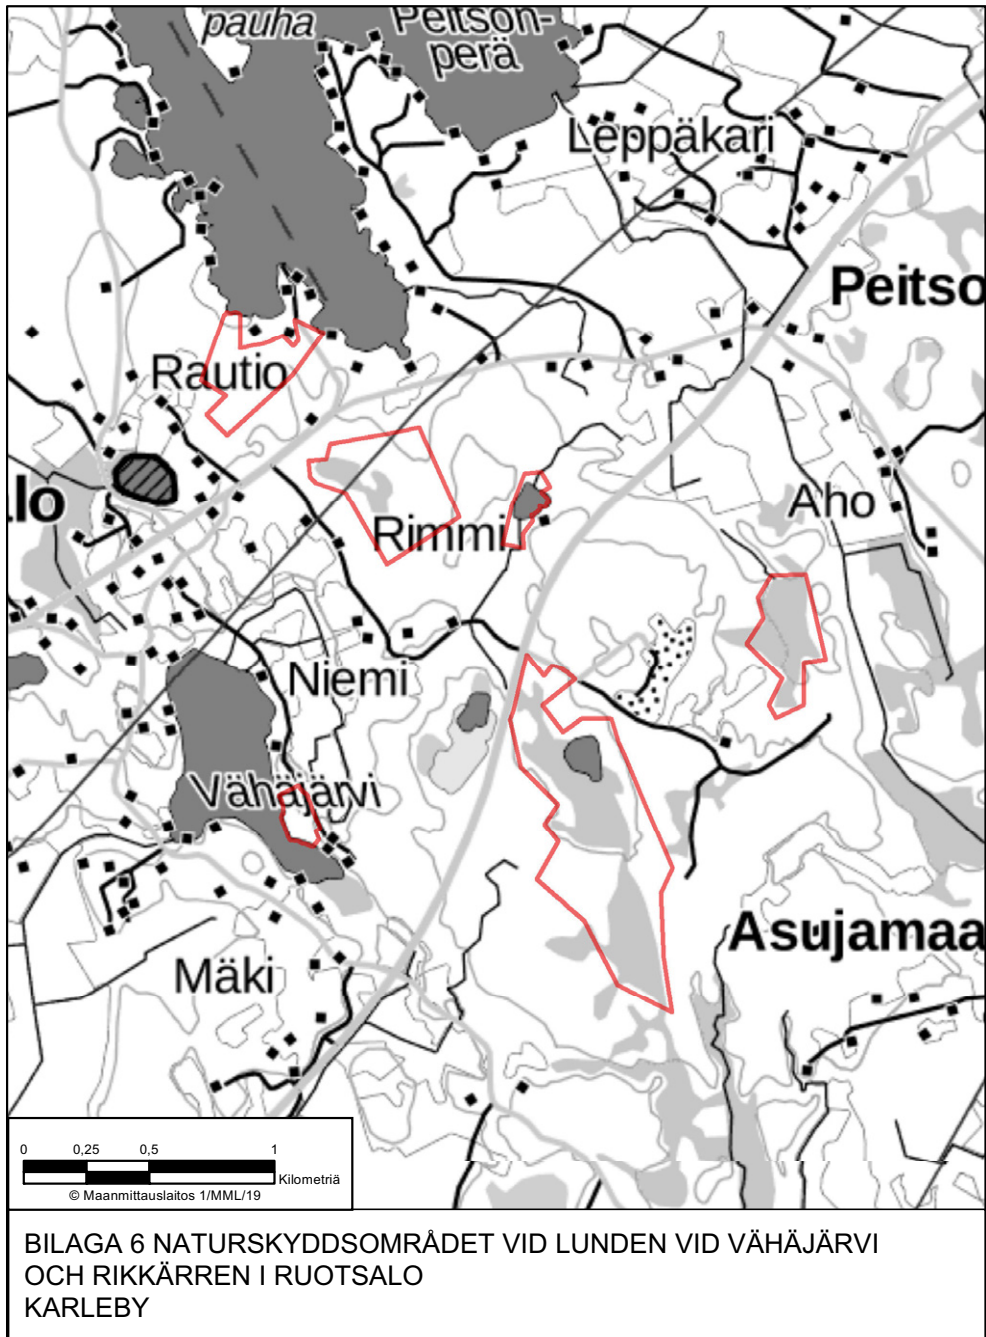 pauha
Peitson-
perä
Leppäkari
Peitso
Rautio
lo
Rimmi
Aho
Niemi
Vähäjärvi
Asujamaa
Mäki
0 0,25 0,5 1
Kilometriä
© Maanmittauslaitos 1/MML/19
BILAGA 6 NATURSKYDDSOMRÅDET VID LUNDEN VID VÄHÄJÄRVI
OCH RIKKÄRREN I RUOTSALO
KARLEBY